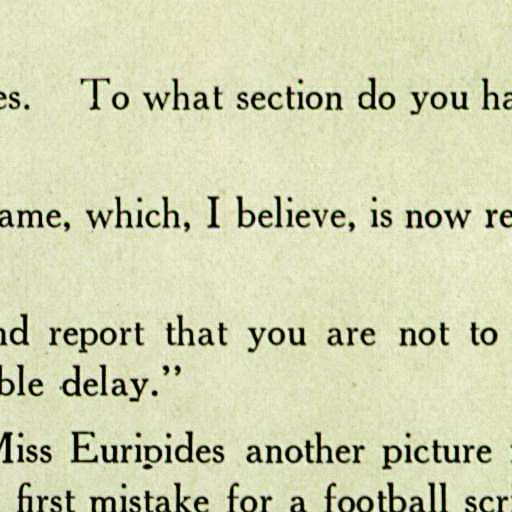 es. To what section do you ha
ame, which, I believe, is now re
nd report that you are not to
ble delay.”
Miss Euripides another picture
first mistake for a football scri